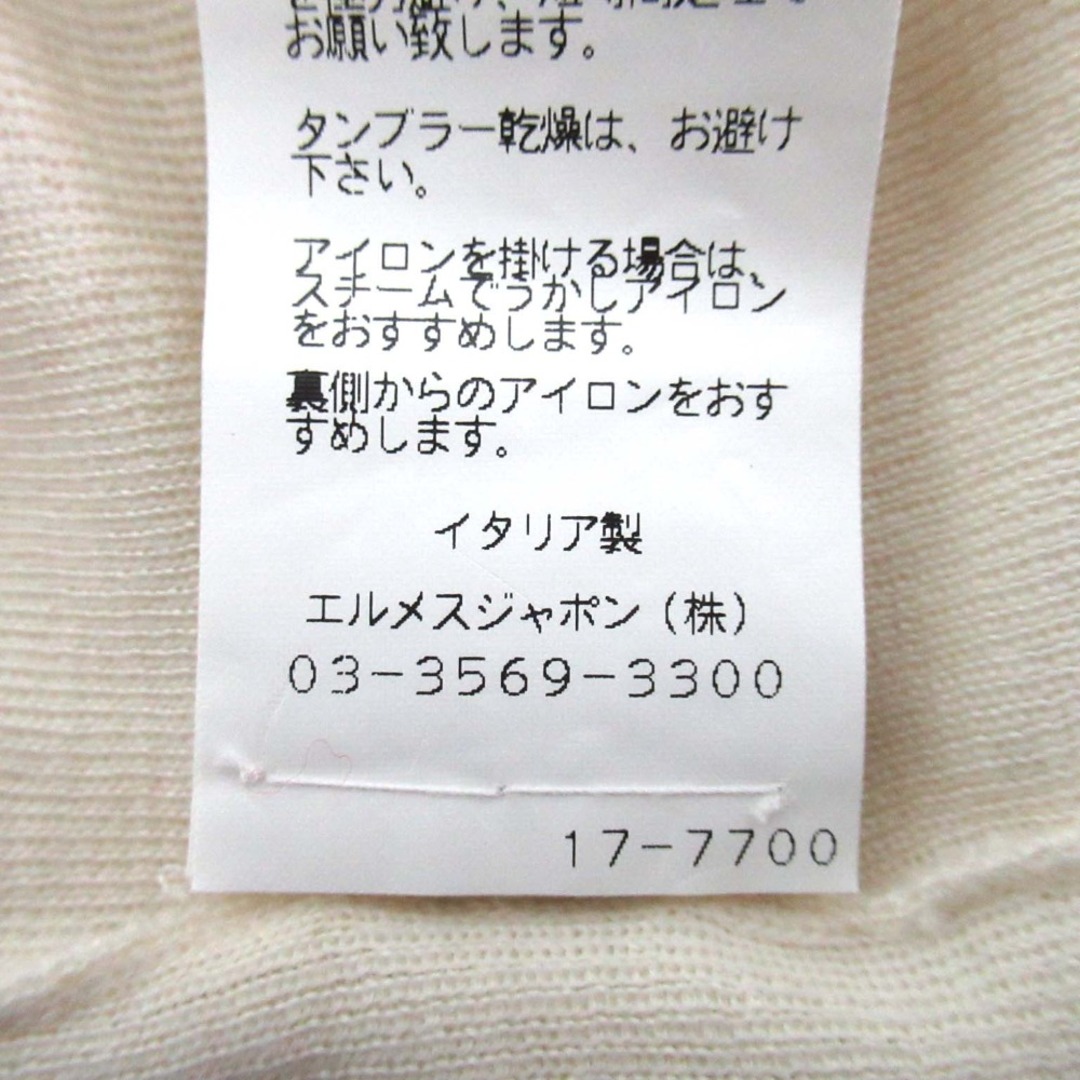 お願い致します。
タンブラー乾燥は、お避け
下さい。
アイロンを掛ける場合は、
スチームでうかしアイロン
をおすすめします。
裏側からのアイロンをおす
すめします。
イタリア製
エルメスジャポン(株)
03-3569-3300
17-7700